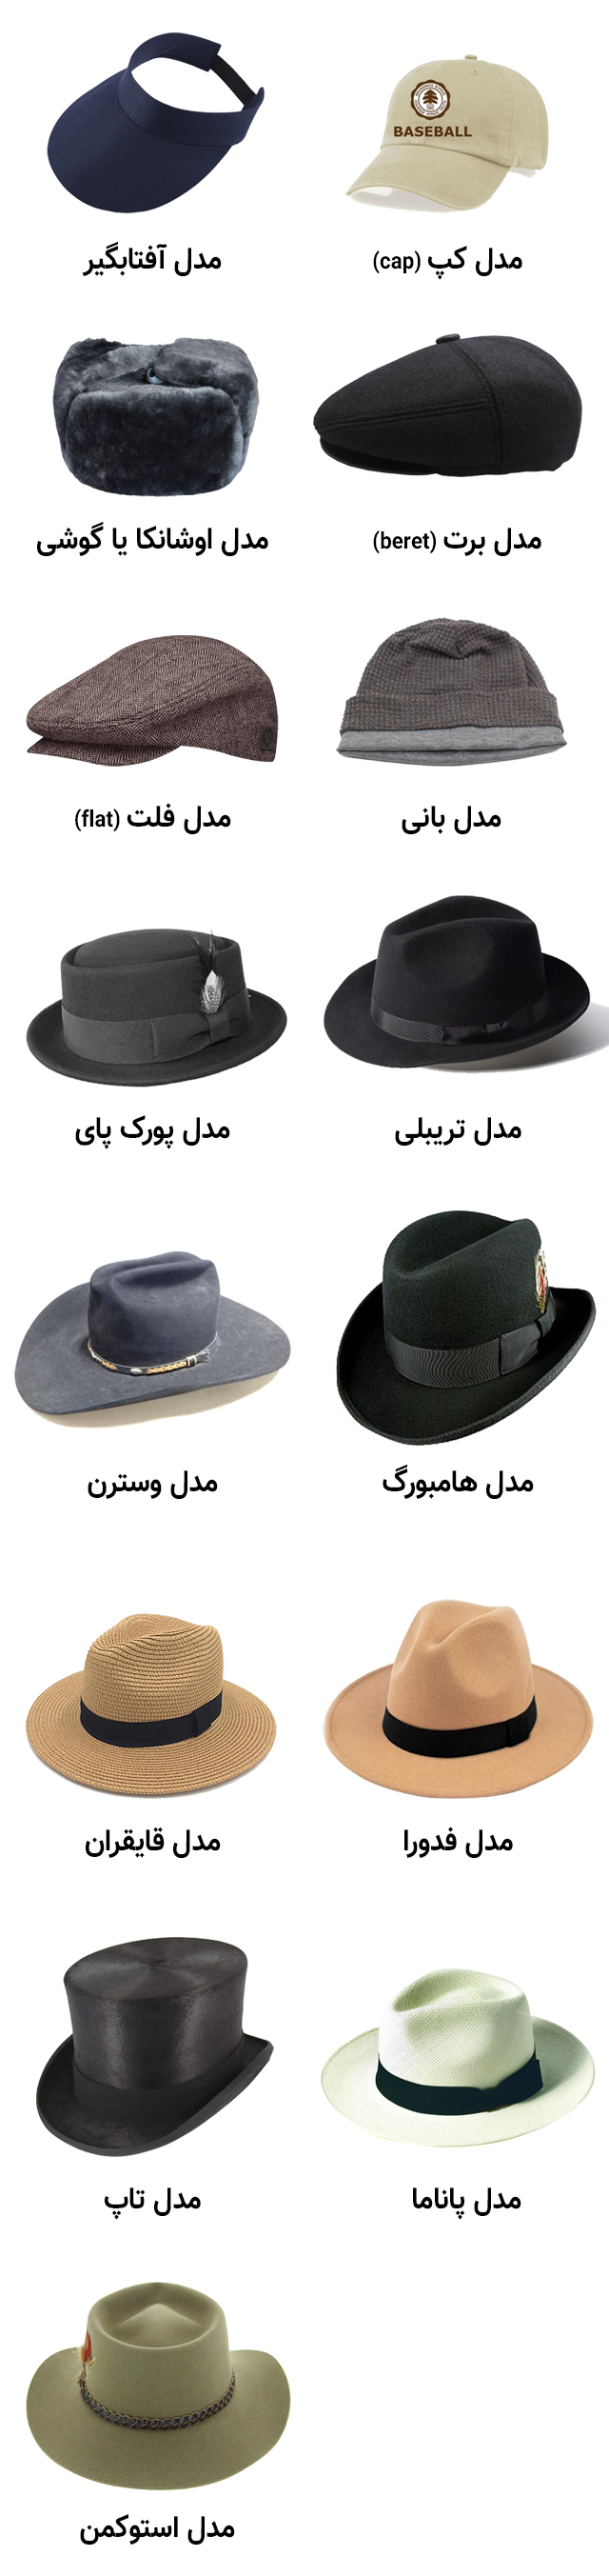 BASEBALL
مدل کپ (cap)
مدل آفتابگیر
مدل برت (beret)
مدل اوشانکا یا گوشی
مدل بانی
مدل فلت (flat)
مدل تریبلی
مدل پورک پای
مدل هامبورگ
مدل وسترن
مدل فدورا
مدل قایقران
مدل پاناما
مدل تاپ
مدل استوکمن